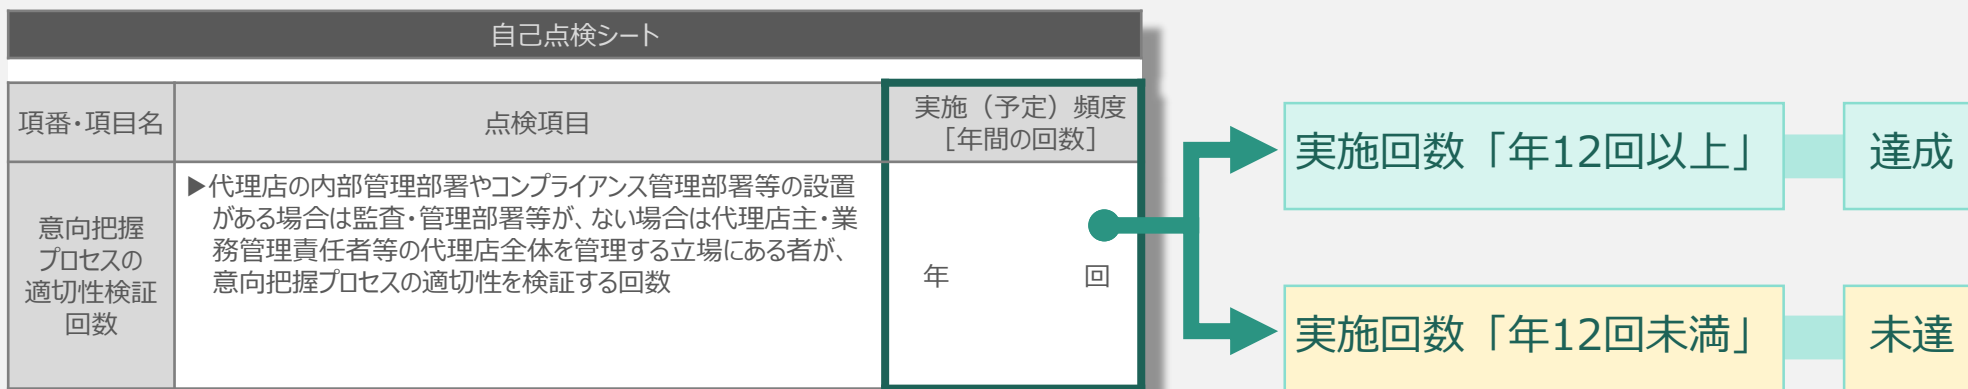 自己点検シート
項番・項目名
点検項目
実施（予定）頻度
［年間の回数］
意向把握
プロセスの
適切性検証
回数
▶代理店の内部管理部署やコンプライアンス管理部署等の設置
がある場合は監査・管理部署等が、ない場合は代理店主・業
務管理責任者等の代理店全体を管理する立場にある者が、
意向把握プロセスの適切性を検証する回数
年 回
実施回数「年12回以上」
達成
実施回数「年12回未満」
未達